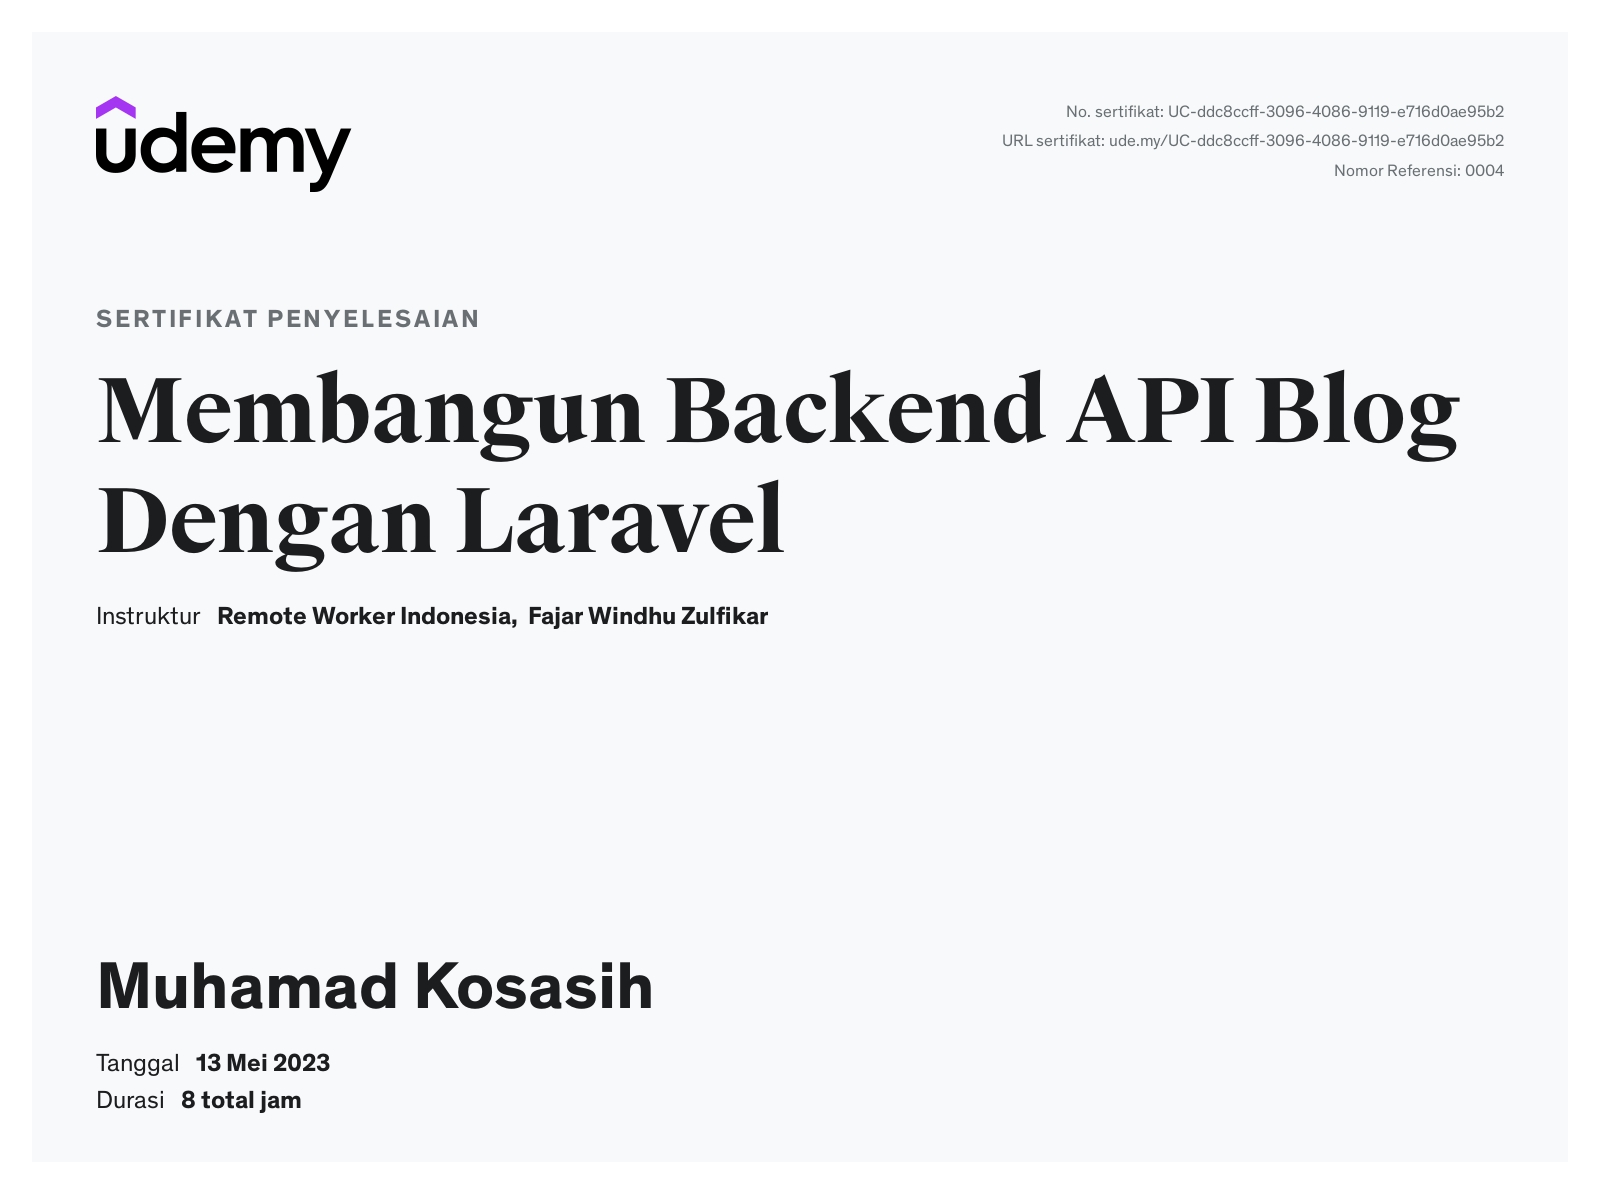 udemy
No. sertifikat: UC-ddc8ccff-3096-4086-9119-e716d0ae95b2
URL sertifikat: ude.my/UC-ddc8ccff-3096-4086-9119-e716d0ae95b2
Nomor Referensi: 0004
SERTIFIKAT PENYELESAIAN
Membangun Backend API Blog
Dengan Laravel
Instruktur Remote Worker Indonesia, Fajar Windhu Zulfikar
Muhamad Kosasih
Tanggal 13 Mei 2023
Durasi 8 total jam